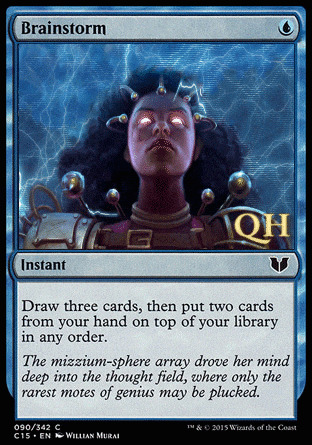 Brainstorm
QH
Instant
Draw three cards, then put two cards
from your hand on top of your library
in any order.
The mizzium-sphere array drove her mind
deep into the thought field, where only the
rarest motes of genius may be plucked.
090/342 C
C15 • EN Willian Murai
™ & © 2015 Wizards of the Coast